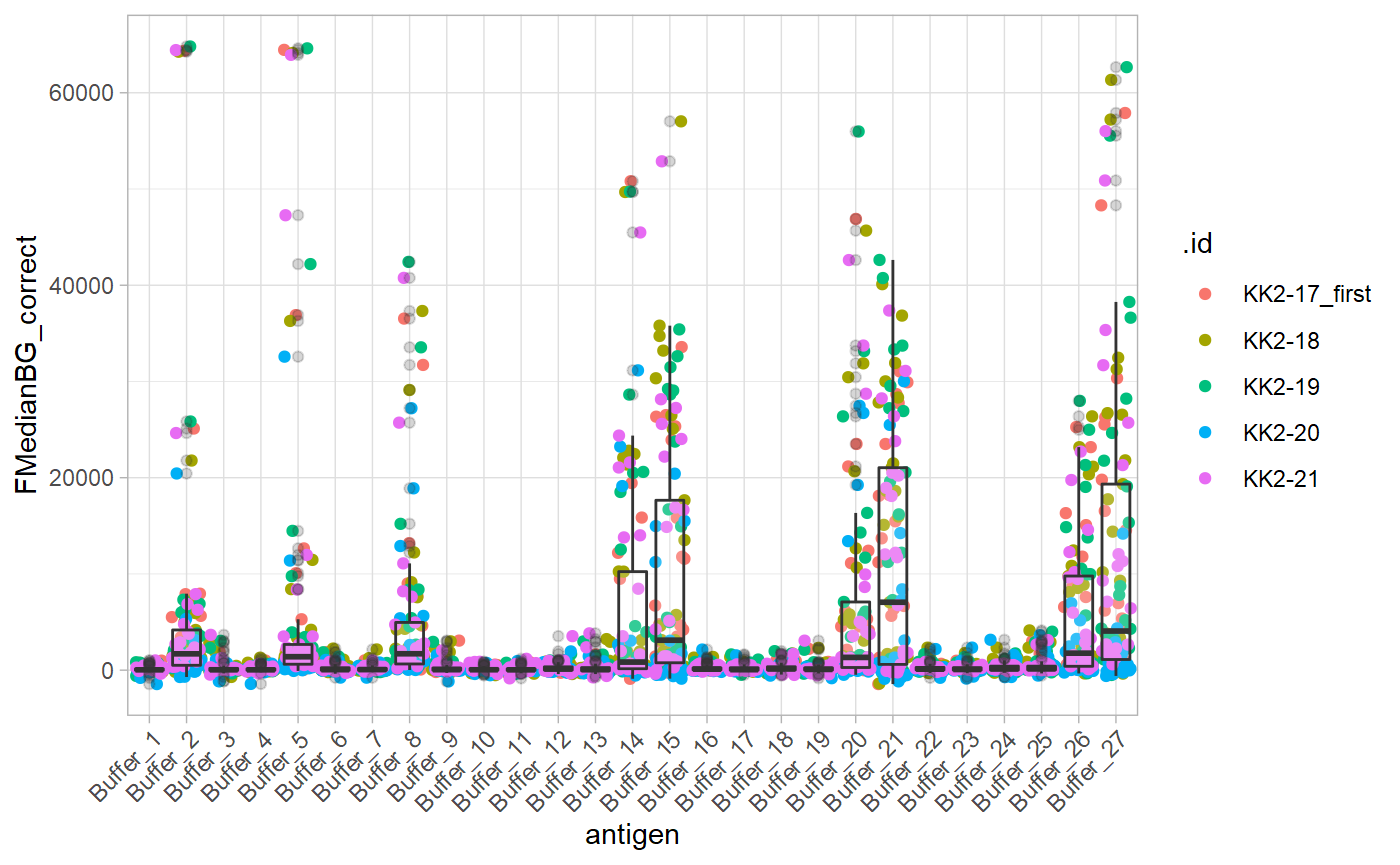 FMedianBG_correct
60000
40000
20000
0
Buffer_1
Buffer_2
Buffer_3
Buffer_4
Buffer_5
Buffer_6
Buffer_7
Buffer_8
Buffer_9
Buffer_10
Buffer_11
Buffer_12
Buffer_13
Buffer_14
Buffer_15
Buffer_16
Buffer_17
Buffer_18
Buffer_19
Buffer_20
Buffer_21
Buffer_22
Buffer_23
Buffer_24
Buffer_25
Buffer_26
Buffer_27
antigen
.id
KK2-17_first
KK2-18
KK2-19
KK2-20
KK2-21